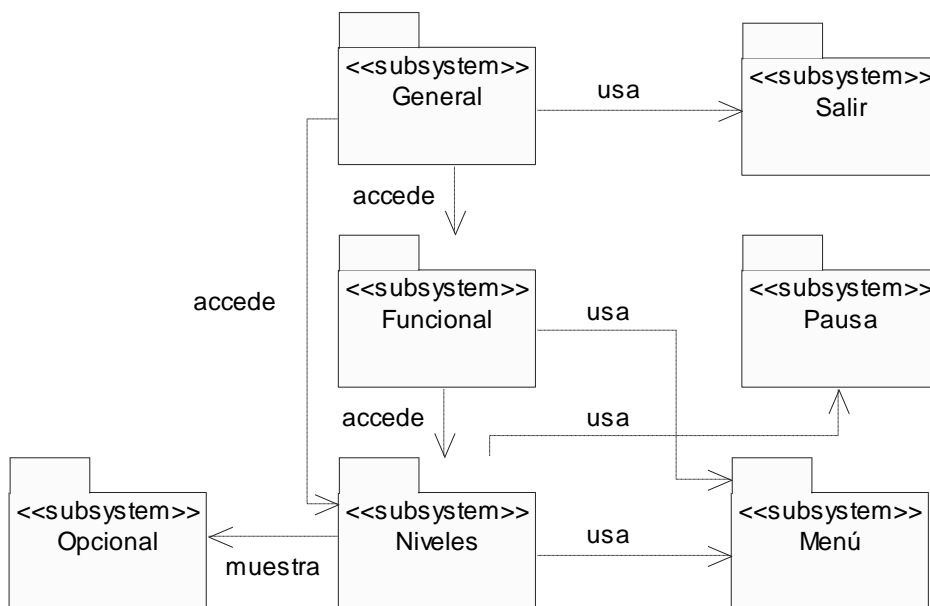 <<subsystem>>
General
usa
<<subsystem>>
Salir
accede
accede
<<subsystem>>
Funcional
usa
<<subsystem>>
Pausa
accede
usa
<<subsystem>>
Opcional
muestra
<<subsystem>>
Niveles
usa
<<subsystem>>
Menú